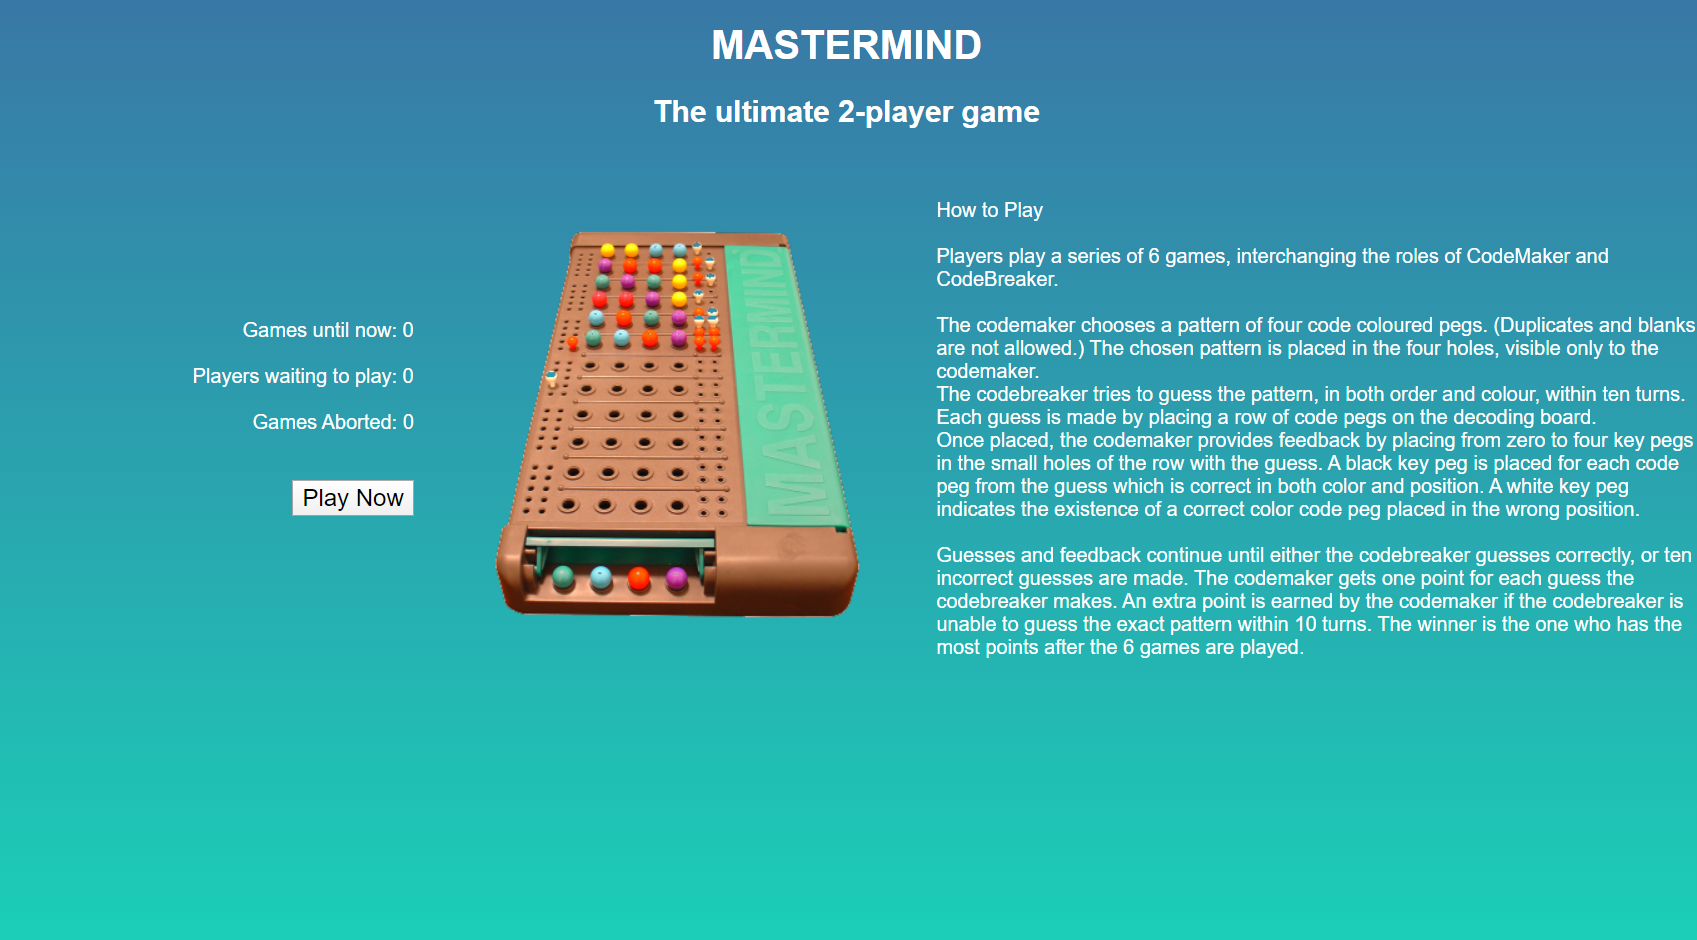 MASTERMIND
The ultimate 2-player game
Games until now: 0
Players waiting to play: 0
Games Aborted: 0
Play Now
MASTERMIND
How to Play
Players play a series of 6 games, interchanging the roles of CodeMaker and
CodeBreaker.
The codemaker chooses a pattern of four code coloured pegs. (Duplicates and blanks
are not allowed.) The chosen pattern is placed in the four holes, visible only to the
codemaker.
The codebreaker tries to guess the pattern, in both order and colour, within ten turns.
Each guess is made by placing a row of code pegs on the decoding board.
Once placed, the codemaker provides feedback by placing from zero to four key pegs
in the small holes of the row with the guess. A black key peg is placed for each code
peg from the guess which is correct in both color and position. A white key peg
indicates the existence of a correct color code peg placed in the wrong position.
Guesses and feedback continue until either the codebreaker guesses correctly, or ten
incorrect guesses are made. The codemaker gets one point for each guess the
codebreaker makes. An extra point is earned by the codemaker if the codebreaker is
unable to guess the exact pattern within 10 turns. The winner is the one who has the
most points after the 6 games are played.